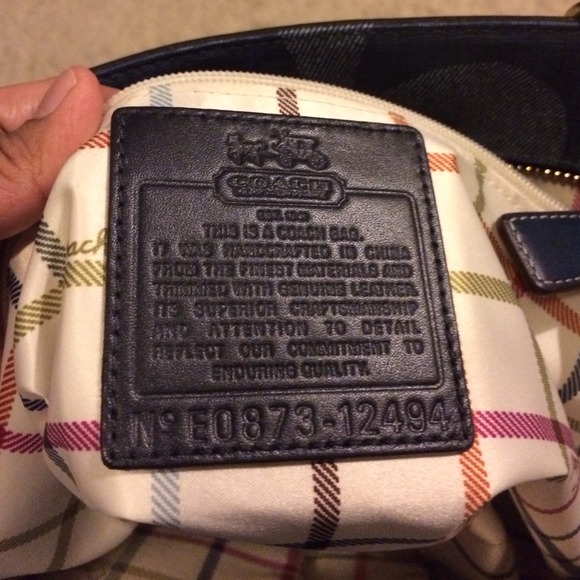 COACH
EST. 1941
THIS IS A COACH BAG.
IT WAS HANDCRAFTED IN CHINA
FROM THE FINEST MATERIALS AND
TRIMMED WITH GENUINE LEATHER.
ITS SUPERIOR CRAFTSMANSHIP
AND ATTENTION TO DETAIL
REFLECT OUR COMMITMENT TO
ENDURING QUALITY.
Nº E0873-12494